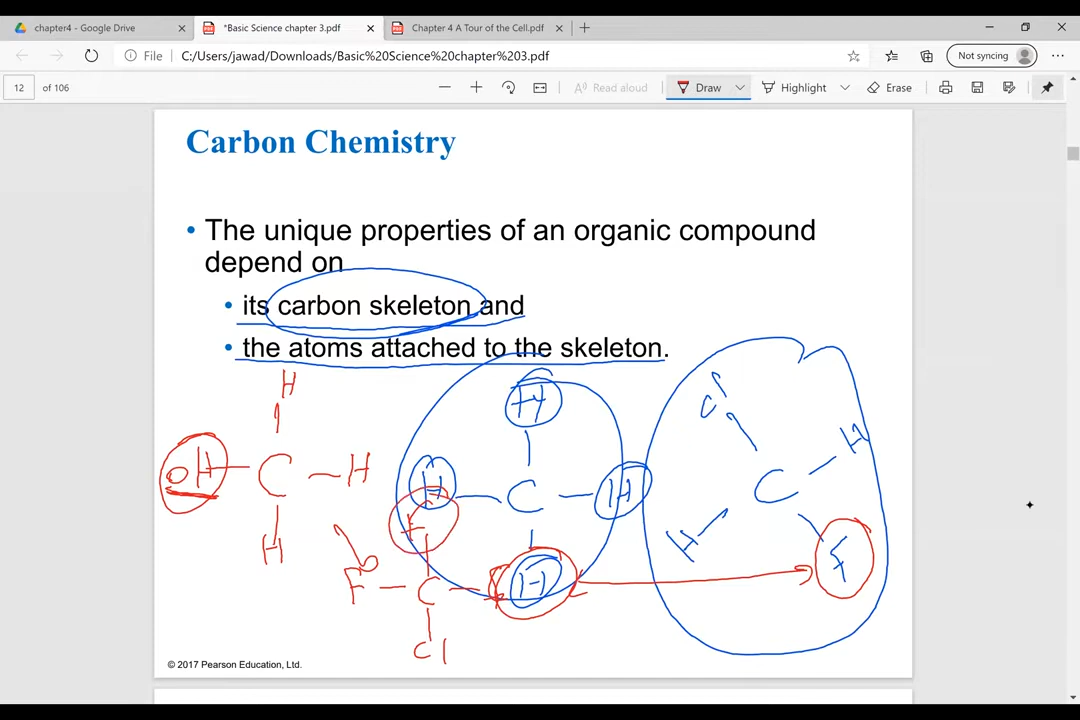 chapter4 - Google Drive
*Basic Science chapter 3.pdf
Chapter 4 A Tour of the Cell.pdf
File
C:/Users/jawad/Downloads/Basic%20Science%20chapter%203.pdf
Not syncing
12 of 106
Read aloud
Draw
Highlight
Erase
Carbon Chemistry
• The unique properties of an organic compound
depend on
• its carbon skeleton and
• the atoms attached to the skeleton.
H
OH C H
H
H
H C H
H
F C
Cl
C H
H F
© 2017 Pearson Education, Ltd.